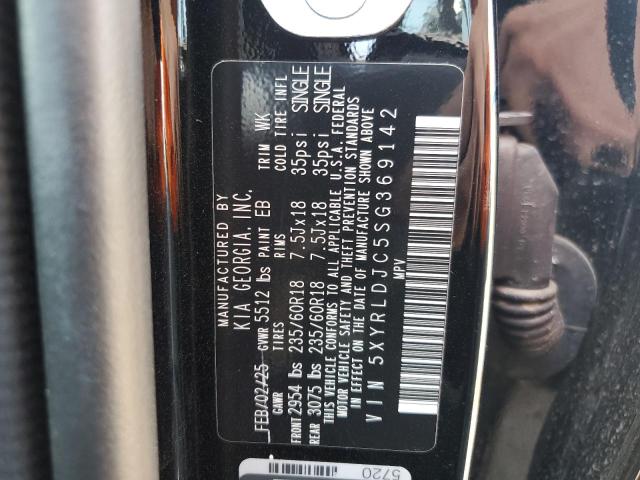 MANUFACTURED BY
KIA GEORGIA, INC.
FEB/02/25 GVWR 5512 lbs PAINT EB TRIM WK
GAWR TIRES RIMS COLD TIRE INFL
FRONT 2954 lbs 235/60R18 7.5Jx18 35psi SINGLE
REAR 3075 lbs 235/60R18 7.5Jx18 35psi SINGLE
THIS VEHICLE CONFORMS TO ALL APPLICABLE U.S.A. FEDERAL
MOTOR VEHICLE SAFETY AND THEFT PREVENTION STANDARDS
IN EFFECT ON THE DATE OF MANUFACTURE SHOWN ABOVE
VIN 5XYRLDJC5SG369142
MPV
5720